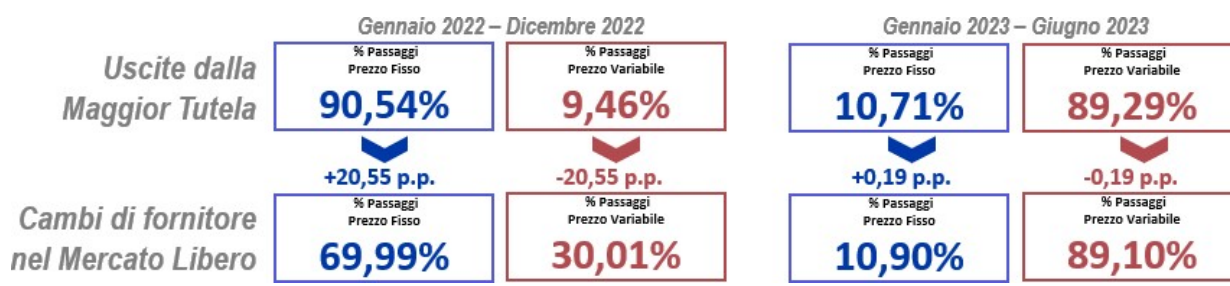 Gennaio 2022 – Dicembre 2022
Gennaio 2023 – Giugno 2023
Uscite dalla
Maggior Tutela
% Passaggi
Prezzo Fisso
90,54%
% Passaggi
Prezzo Variabile
9,46%
% Passaggi
Prezzo Fisso
10,71%
% Passaggi
Prezzo Variabile
89,29%
+20,55 p.p.
-20,55 p.p.
+0,19 p.p.
-0,19 p.p.
Cambi di fornitore
nel Mercato Libero
% Passaggi
Prezzo Fisso
69,99%
% Passaggi
Prezzo Variabile
30,01%
% Passaggi
Prezzo Fisso
10,90%
% Passaggi
Prezzo Variabile
89,10%